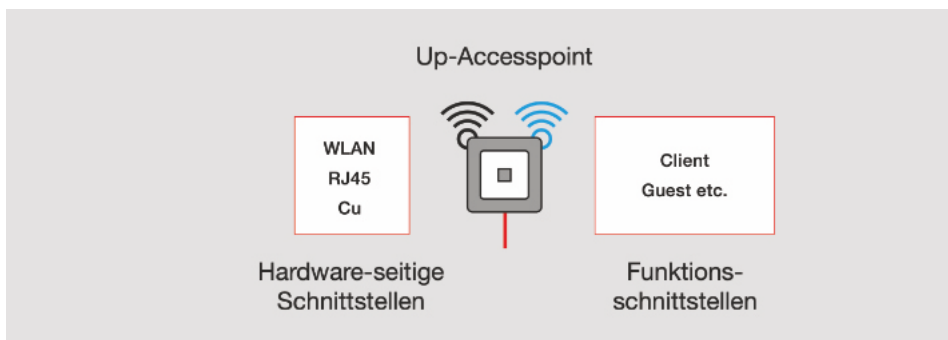 Up-Accesspoint
WLAN
RJ45
Cu
Client
Guest etc.
Hardware-seitige
Schnittstellen
Funktions-
schnittstellen